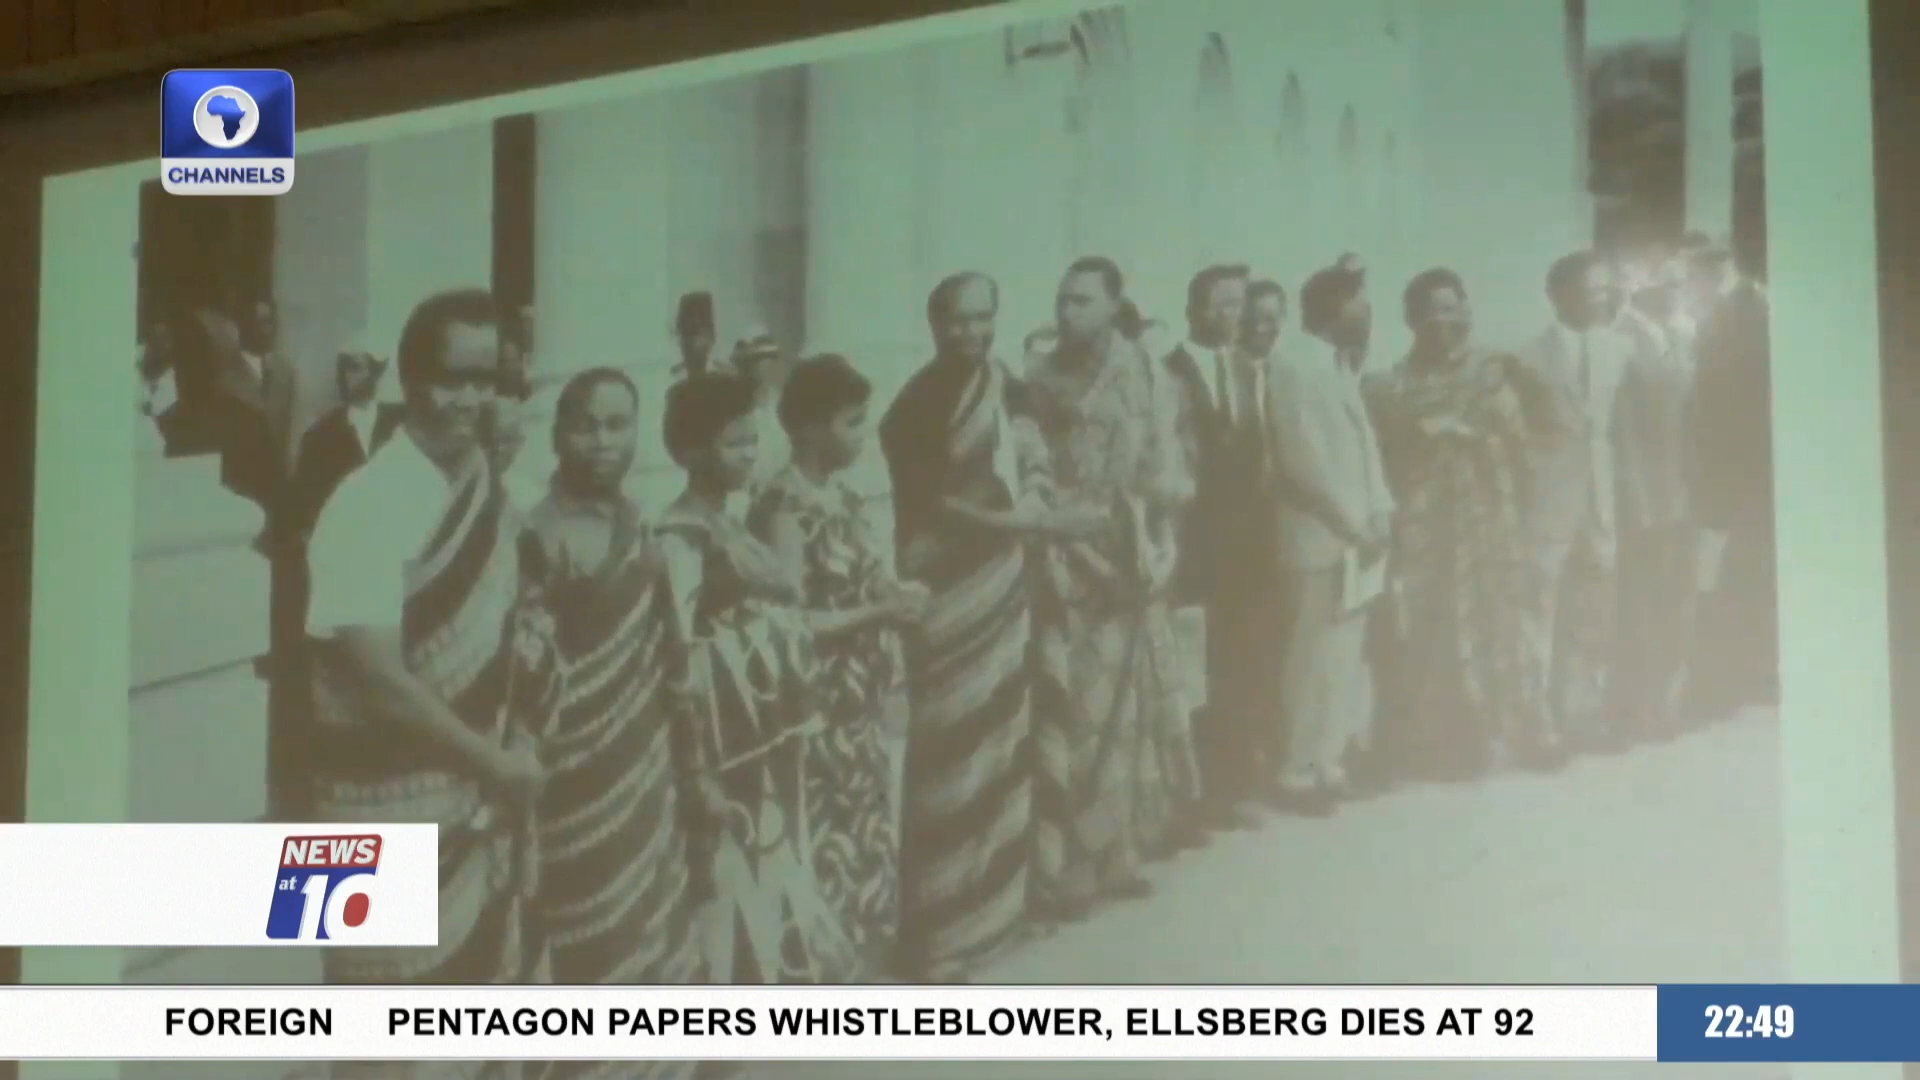 CHANNELS
NEWS
at
10
FOREIGN PENTAGON PAPERS WHISTLEBLOWER, ELLSBERG DIES AT 92
22:49